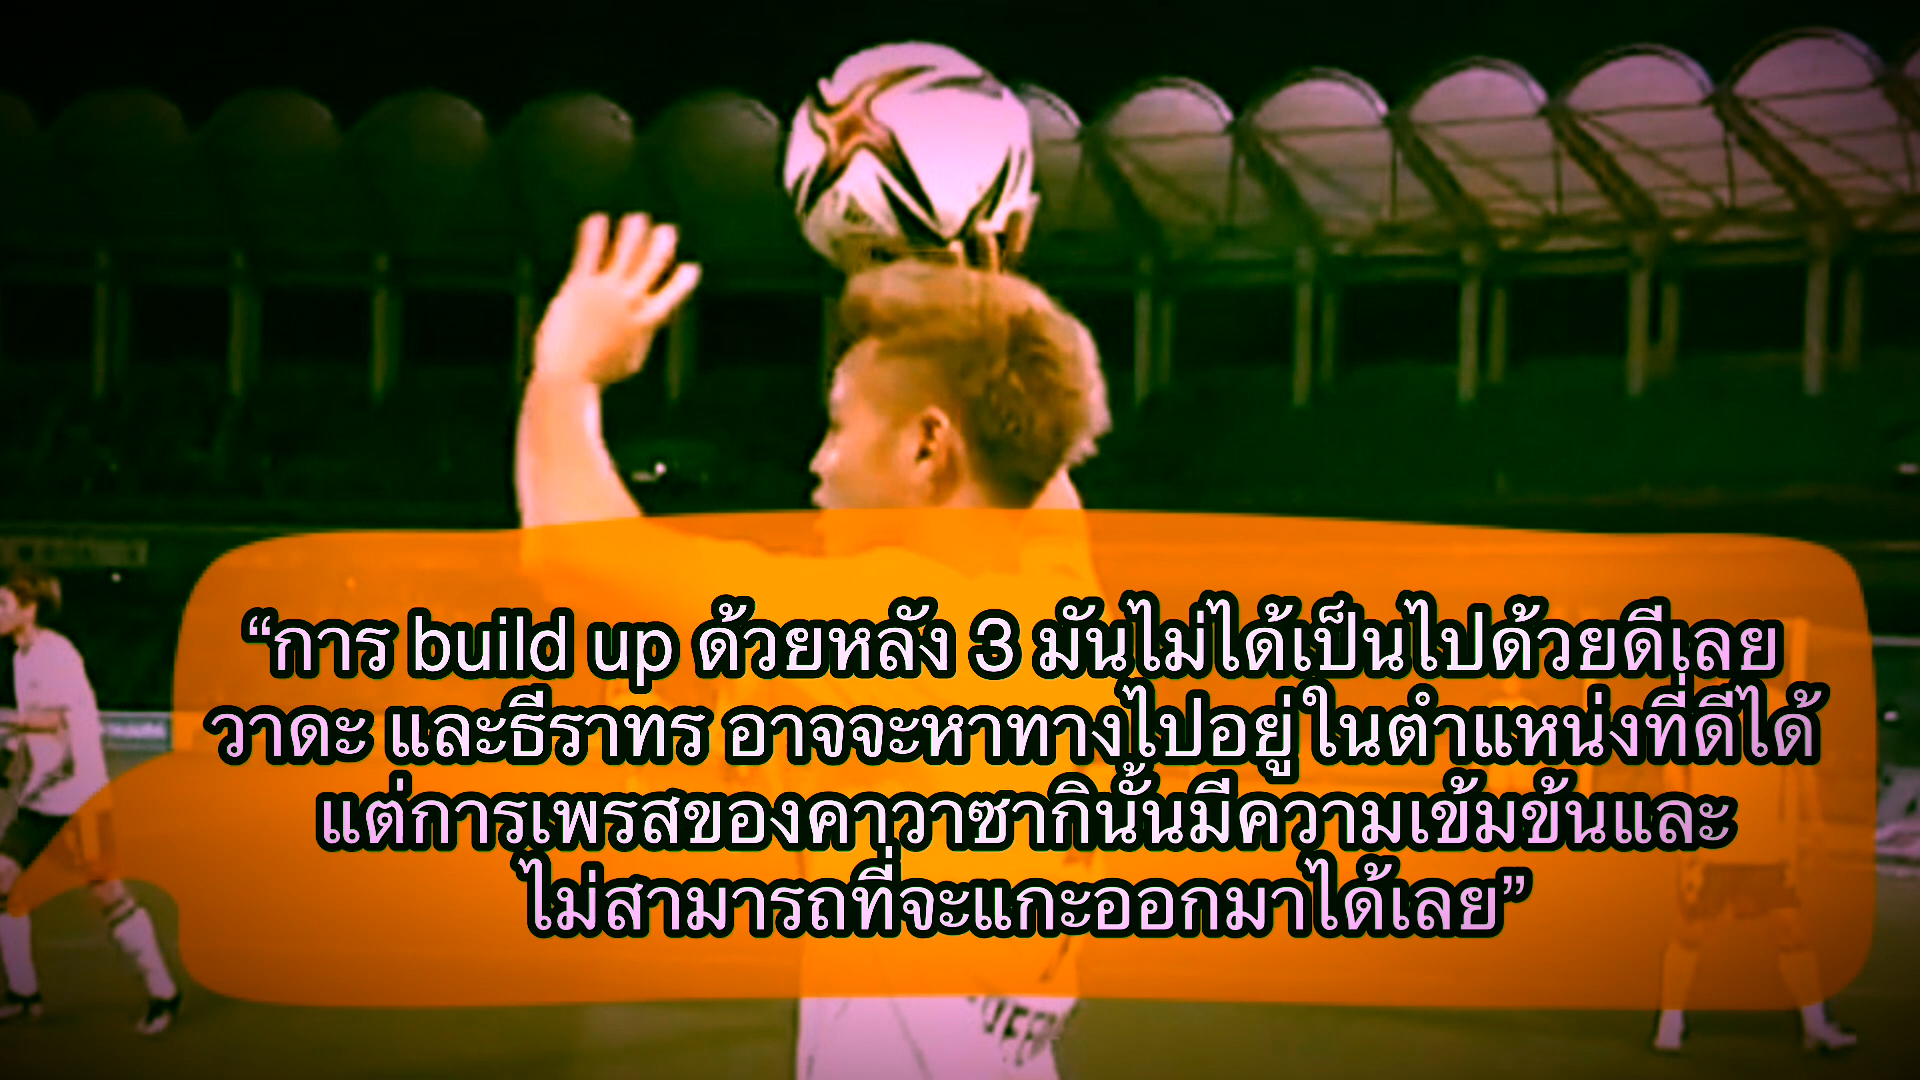 “การ build up ด้วยหลัง 3 มันไม่ได้เป็นไปด้วยดีเลย
วาดะ และธีราทร อาจจะหาทางไปอยู่ในตำแหน่งที่ดีได้
แต่การเพรสของคาวาซากินั้นมีความเข้มข้นและ
ไม่สามารถที่จะแกะออกมาได้เลย”